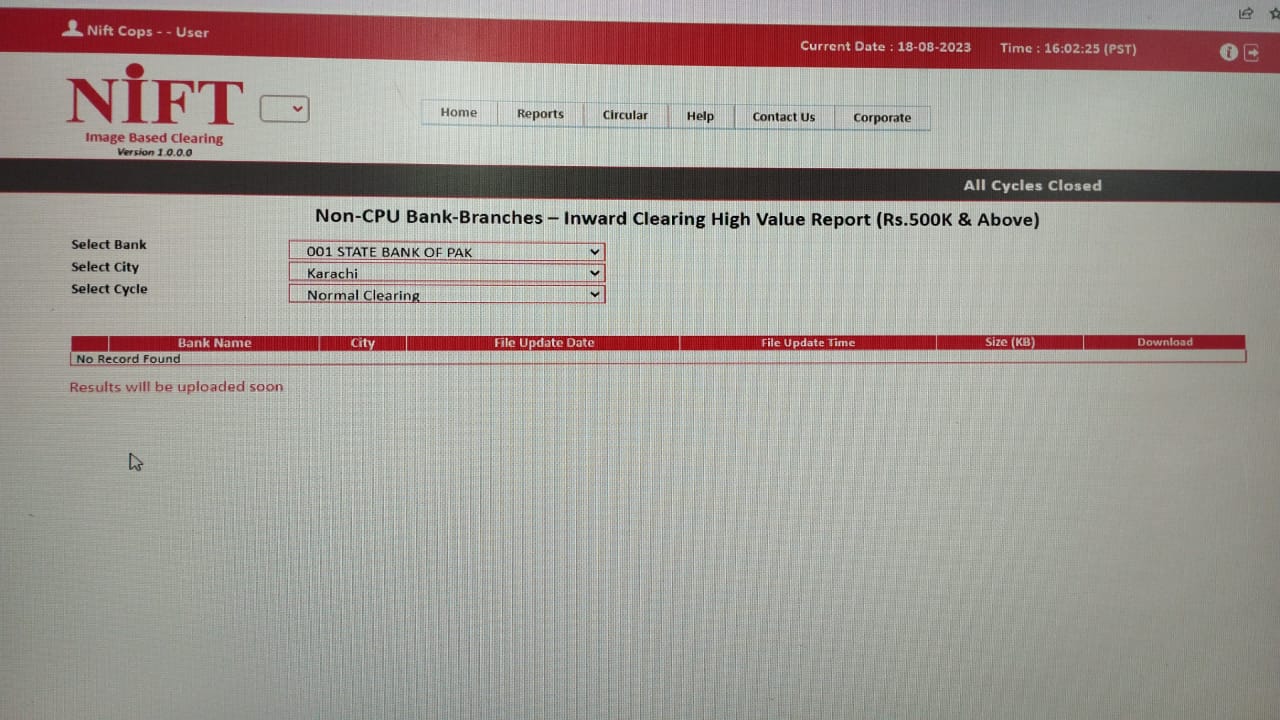 Nift Cops - - User
Current Date : 18-08-2023 Time : 16:02:25 (PST)
NIFT
Image Based Clearing
Version 1.0.0.0
Home Reports Circular Help Contact Us Corporate
All Cycles Closed
Non-CPU Bank-Branches – Inward Clearing High Value Report (Rs.500K & Above)
Select Bank 001 STATE BANK OF PAK
Select City Karachi
Select Cycle Normal Clearing
Bank Name City File Update Date File Update Time Size (KB) Download
No Record Found
Results will be uploaded soon